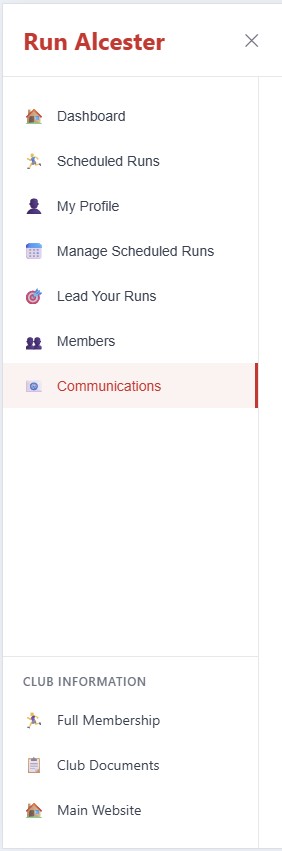 Run Alcester
Dashboard
Scheduled Runs
My Profile
Manage Scheduled Runs
Lead Your Runs
Members
Communications
CLUB INFORMATION
Full Membership
Club Documents
Main Website